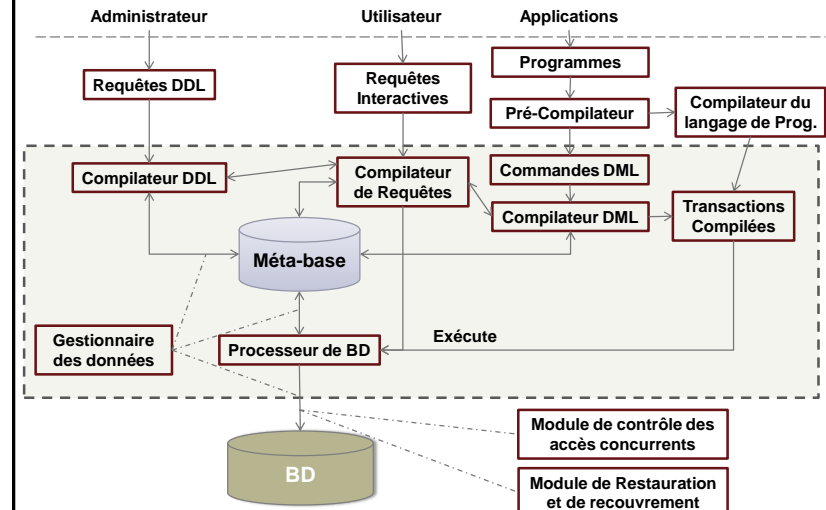 Administrateur
Utilisateur
Applications
Requêtes DDL
Requêtes
Interactives
Programmes
Pré-Compilateur
Compilateur du
langage de Prog.
Compilateur DDL
Compilateur
de Requêtes
Commandes DML
Compilateur DML
Transactions
Compilées
Méta-base
Gestionnaire
des données
Processeur de BD
Exécute
BD
Module de contrôle des
accès concurrents
Module de Restauration
et de recouvrement